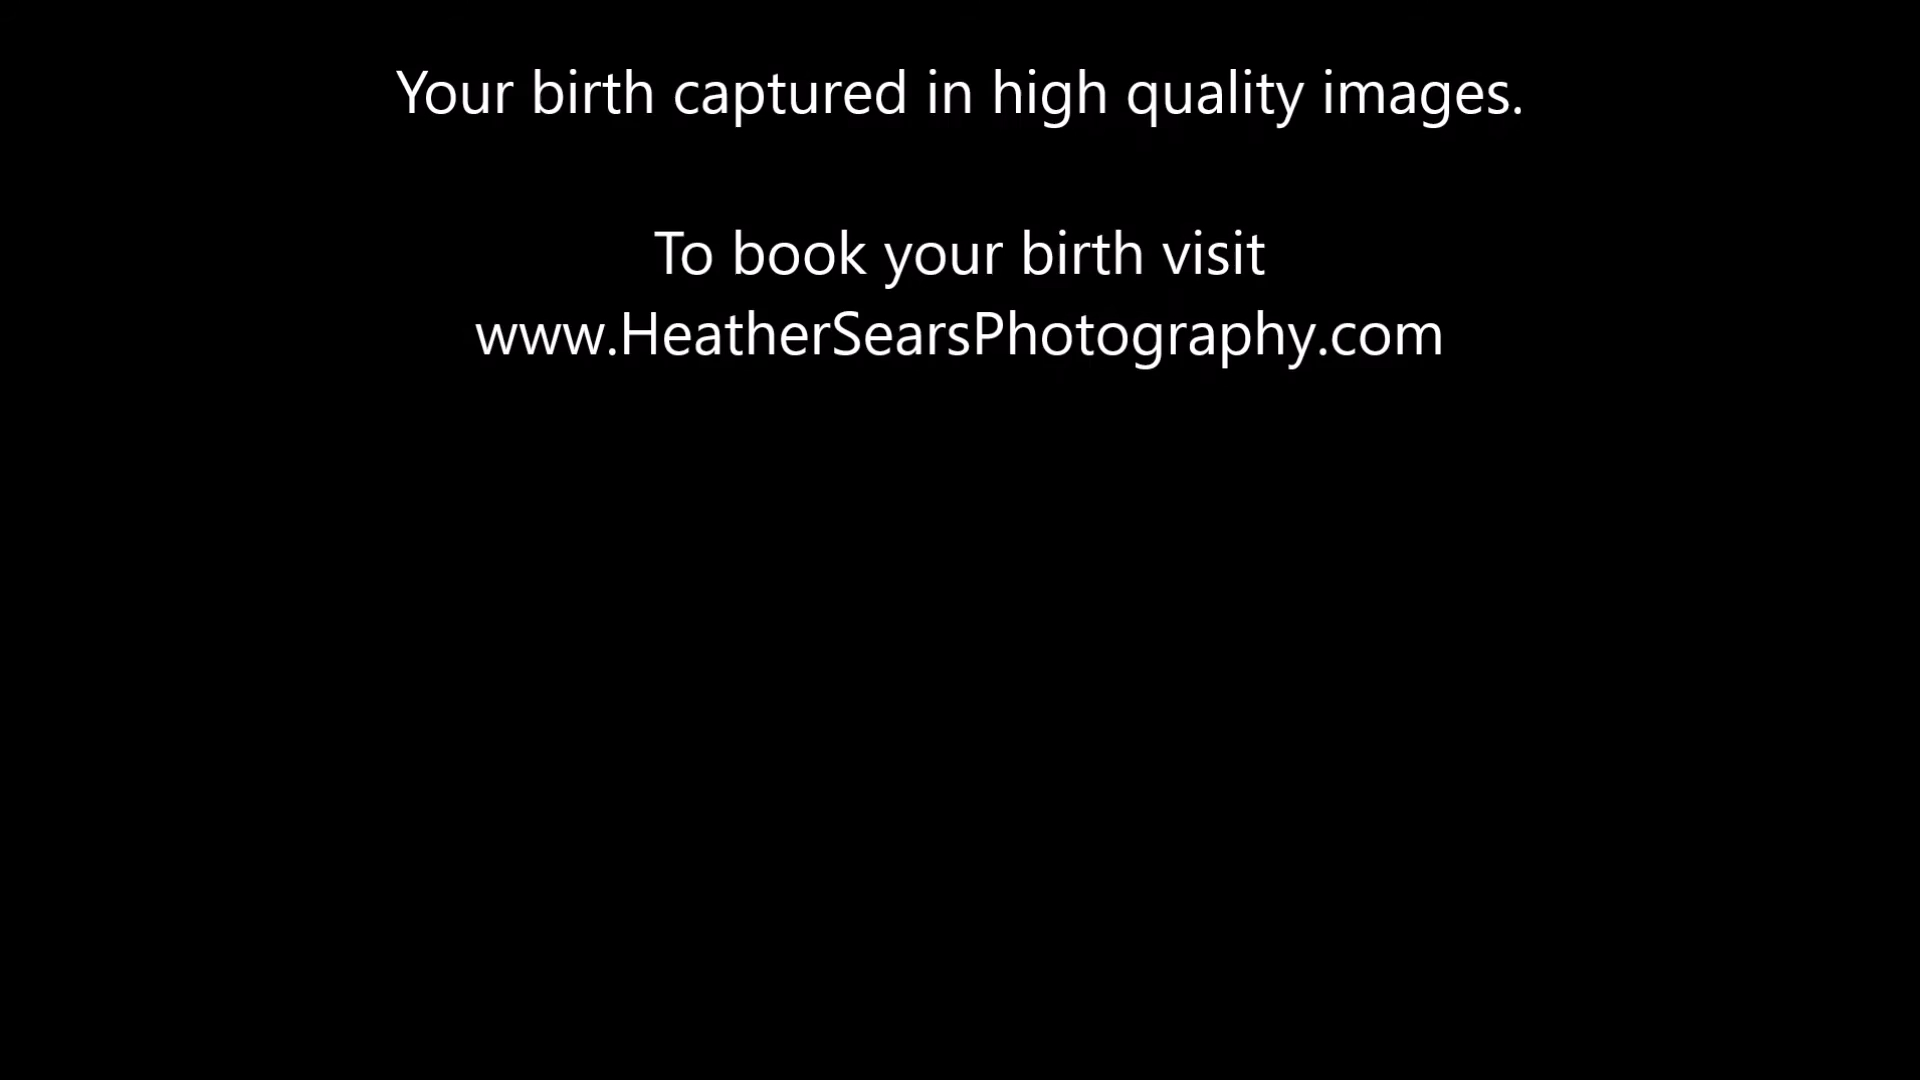 Your birth captured in high quality images.
To book your birth visit
www.HeatherSearsPhotography.com